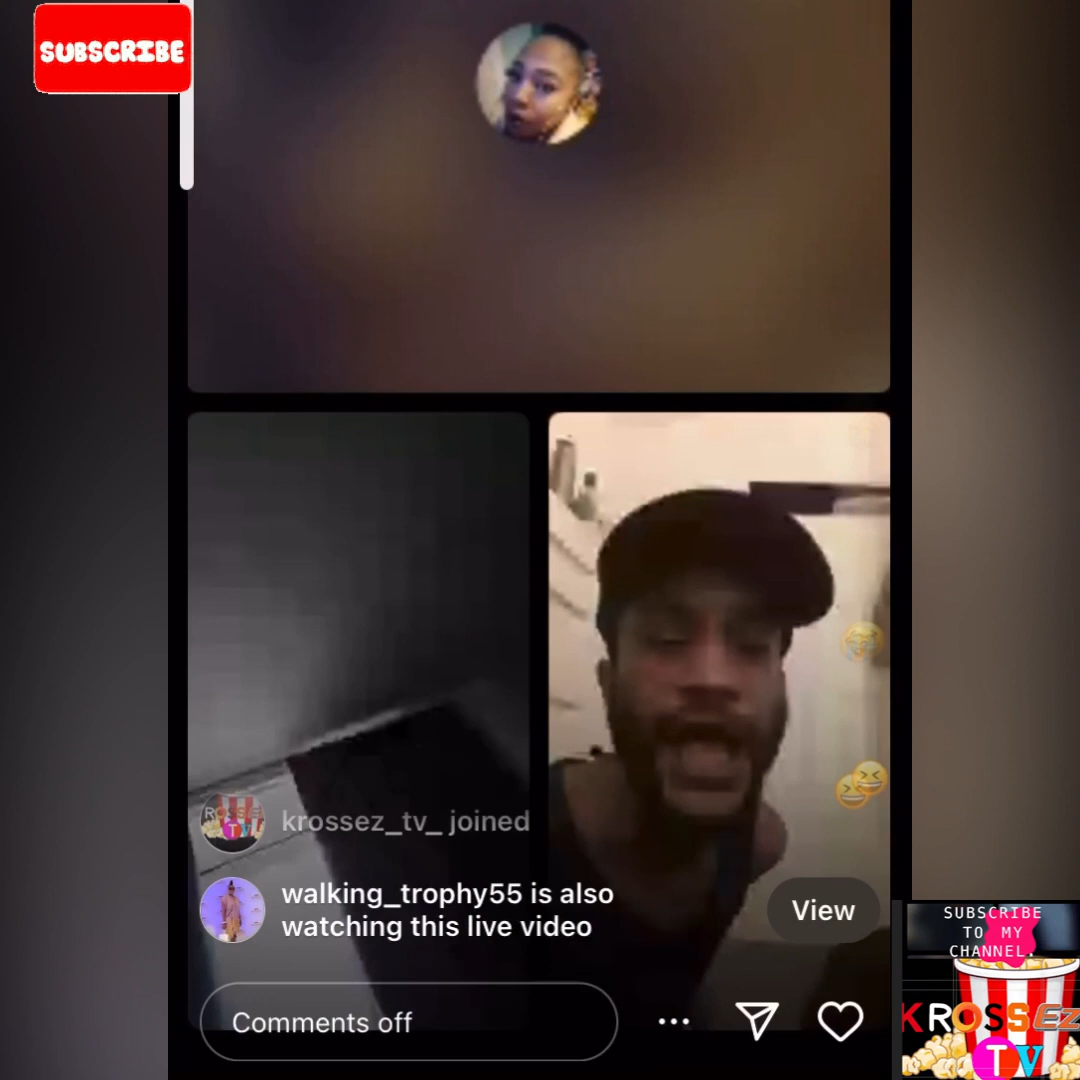 SUBSCRIBE
krossez_tv_ joined
walking_trophy55 is also
watching this live video
View
Comments off
SUBSCRIBE
TO MY
CHANNEL.
KROSSEz
TV